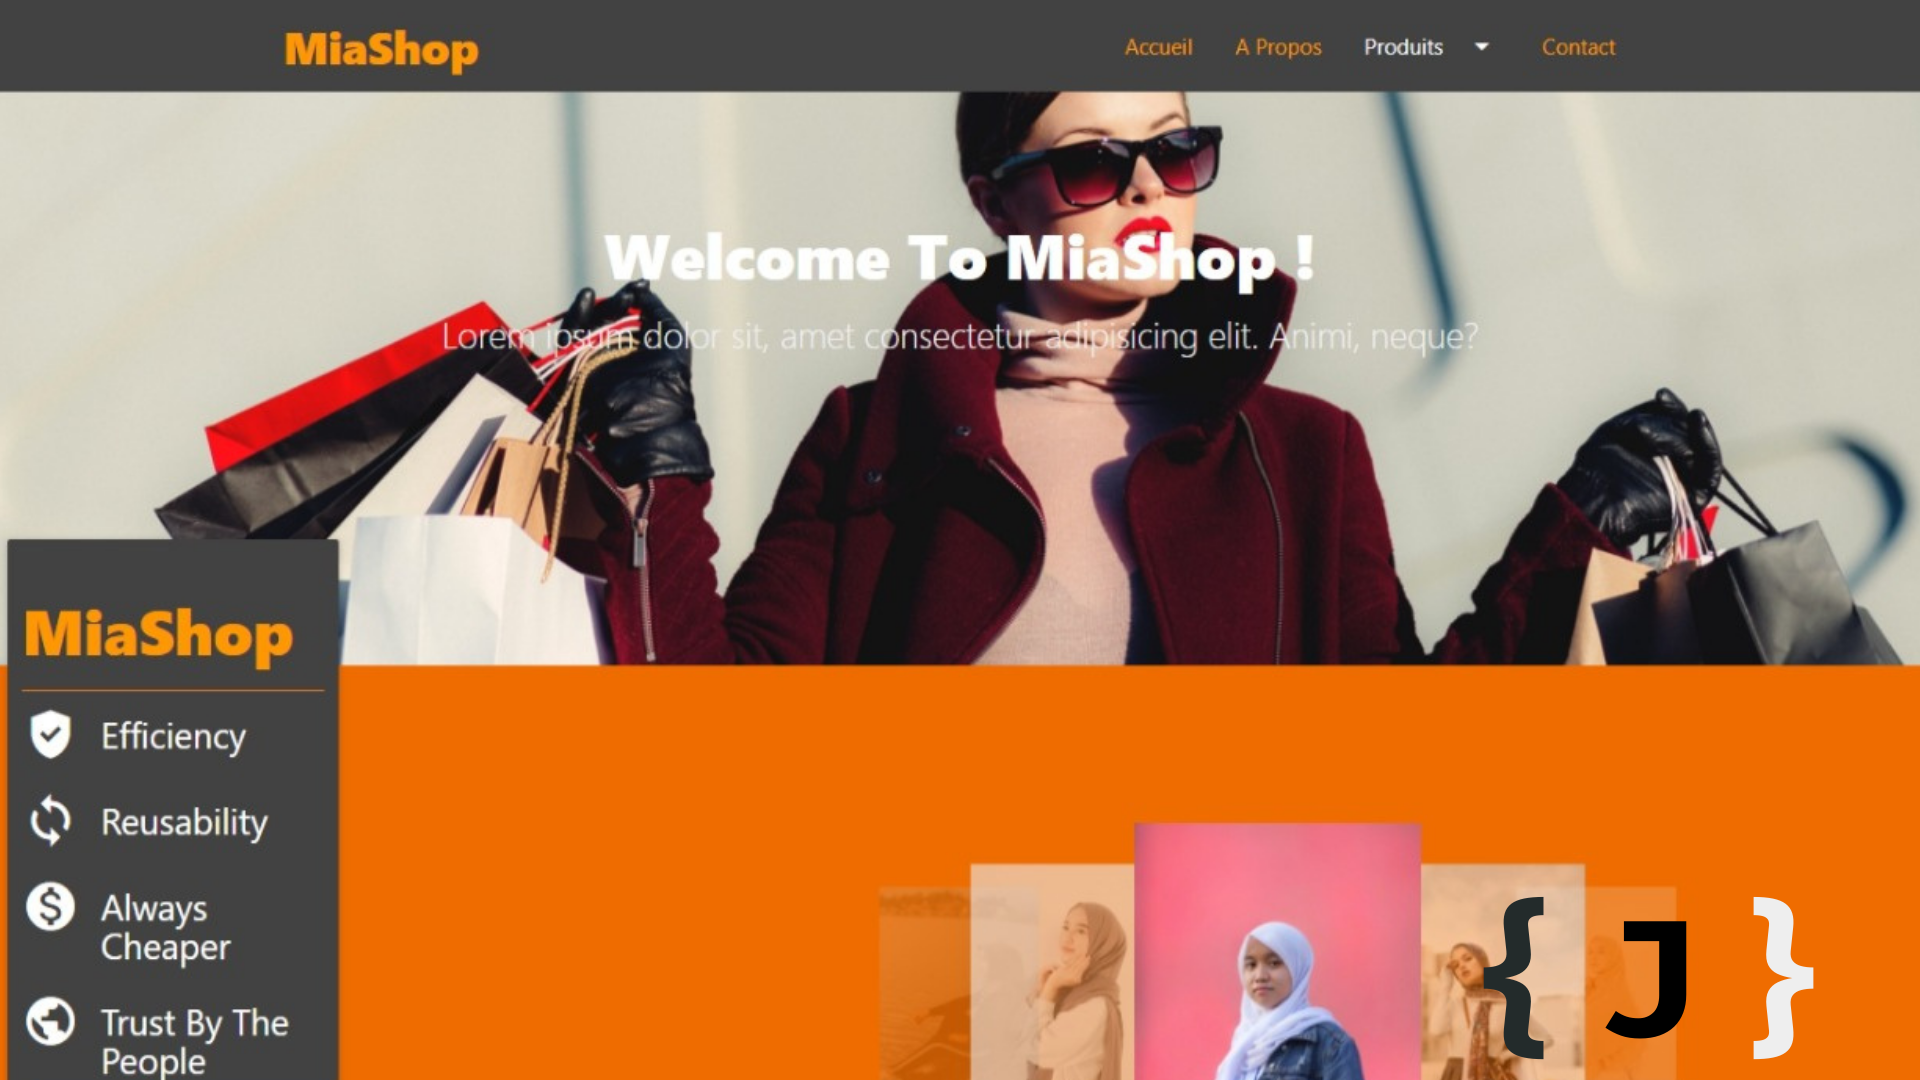 MiaShop
Accueil A Propos Produits Contact
Welcome To MiaShop !
Lorem ipsum dolor sit, amet consectetur adipisicing elit. Animi, neque?
MiaShop
Efficiency
Reusability
Always
Cheaper
Trust By The
People
{ J }